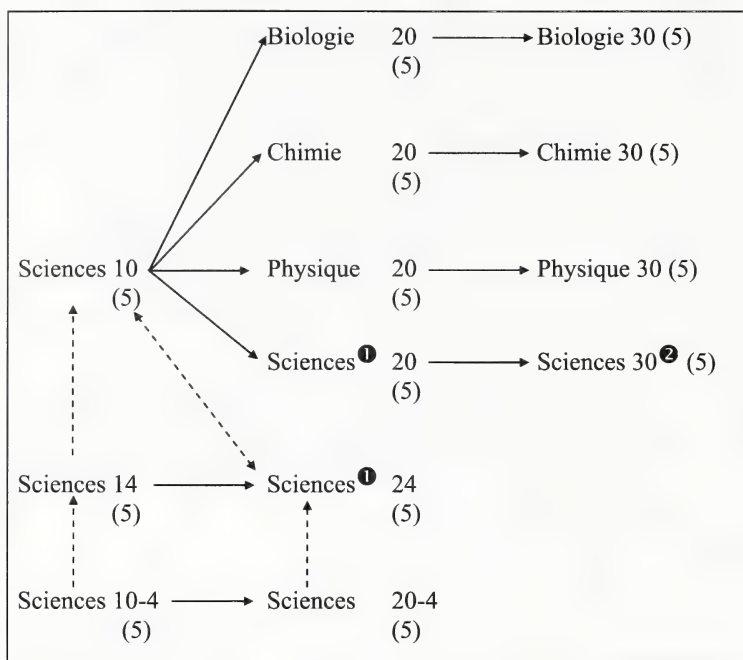 Biologie 20 Biologie 30 (5)
(5)
Chimie 20 Chimie 30 (5)
(5)
Sciences 10 Physique 20 Physique 30 (5)
(5) (5)
Sciences❶ 20 Sciences 30❷ (5)
(5)
Sciences 14 Sciences❶ 24
(5) (5)
Sciences 10-4 Sciences 20-4
(5) (5)